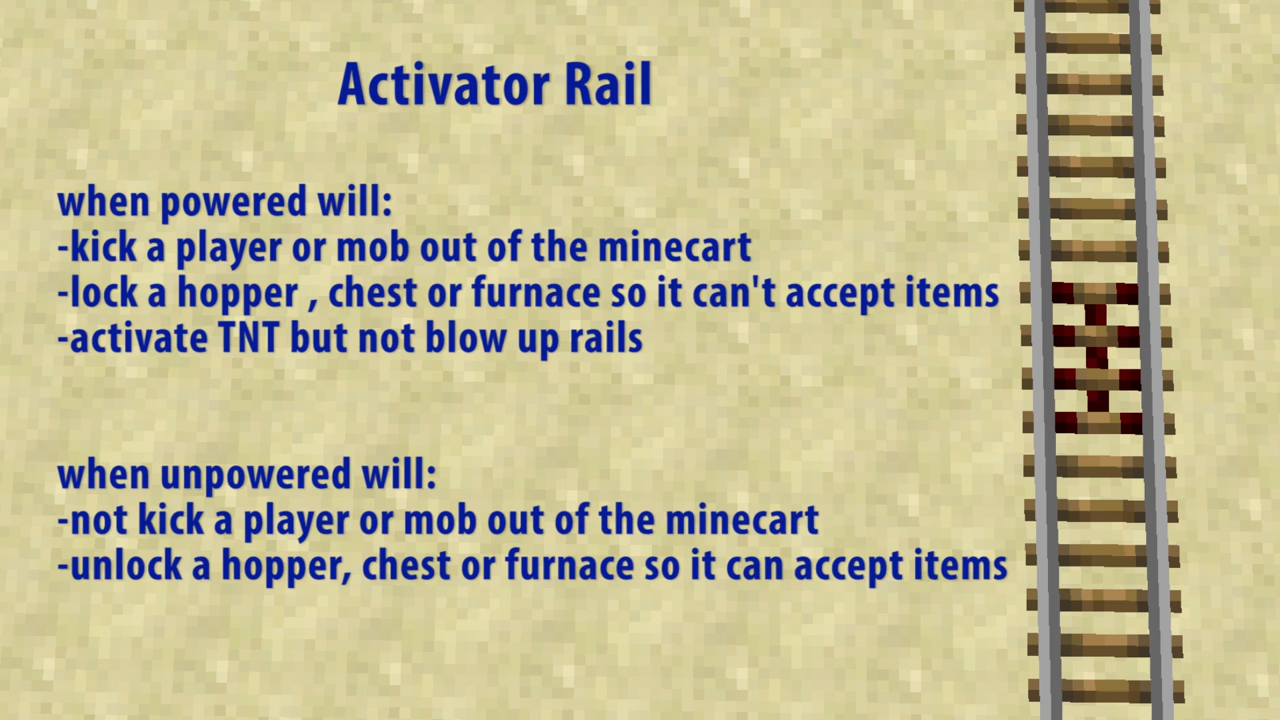 Activator Rail
when powered will:
-kick a player or mob out of the minecart
-lock a hopper , chest or furnace so it can't accept items
-activate TNT but not blow up rails
when unpowered will:
-not kick a player or mob out of the minecart
-unlock a hopper, chest or furnace so it can accept items